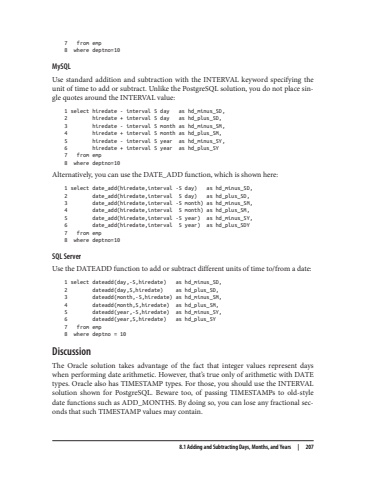 7 from emp
8 where deptno=10
MySQL
Use standard addition and subtraction with the INTERVAL keyword specifying the
unit of time to add or subtract. Unlike the PostgreSQL solution, you do not place sin-
gle quotes around the INTERVAL value:
1 select hiredate - interval 5 day as hd_minus_5D,
2 hiredate + interval 5 day as hd_plus_5D,
3 hiredate - interval 5 month as hd_minus_5M,
4 hiredate + interval 5 month as hd_plus_5M,
5 hiredate - interval 5 year as hd_minus_5Y,
6 hiredate + interval 5 year as hd_plus_5Y
7 from emp
8 where deptno=10
Alternatively, you can use the DATE_ADD function, which is shown here:
1 select date_add(hiredate,interval -5 day) as hd_minus_5D,
2 date_add(hiredate,interval 5 day) as hd_plus_5D,
3 date_add(hiredate,interval -5 month) as hd_minus_5M,
4 date_add(hiredate,interval 5 month) as hd_plus_5M,
5 date_add(hiredate,interval -5 year) as hd_minus_5Y,
6 date_add(hiredate,interval 5 year) as hd_plus_5DY
7 from emp
8 where deptno=10
SQL Server
Use the DATEADD function to add or subtract different units of time to/from a date:
1 select dateadd(day,-5,hiredate) as hd_minus_5D,
2 dateadd(day,5,hiredate) as hd_plus_5D,
3 dateadd(month,-5,hiredate) as hd_minus_5M,
4 dateadd(month,5,hiredate) as hd_plus_5M,
5 dateadd(year,-5,hiredate) as hd_minus_5Y,
6 dateadd(year,5,hiredate) as hd_plus_5Y
7 from emp
8 where deptno = 10
Discussion
The Oracle solution takes advantage of the fact that integer values represent days
when performing date arithmetic. However, that's true only of arithmetic with DATE
types. Oracle also has TIMESTAMP types. For those, you should use the INTERVAL
solution shown for PostgreSQL. Beware too, of passing TIMESTAMPs to old-style
date functions such as ADD_MONTHS. By doing so, you can lose any fractional sec-
onds that such TIMESTAMP values may contain.
8.1 Adding and Subtracting Days, Months, and Years | 207